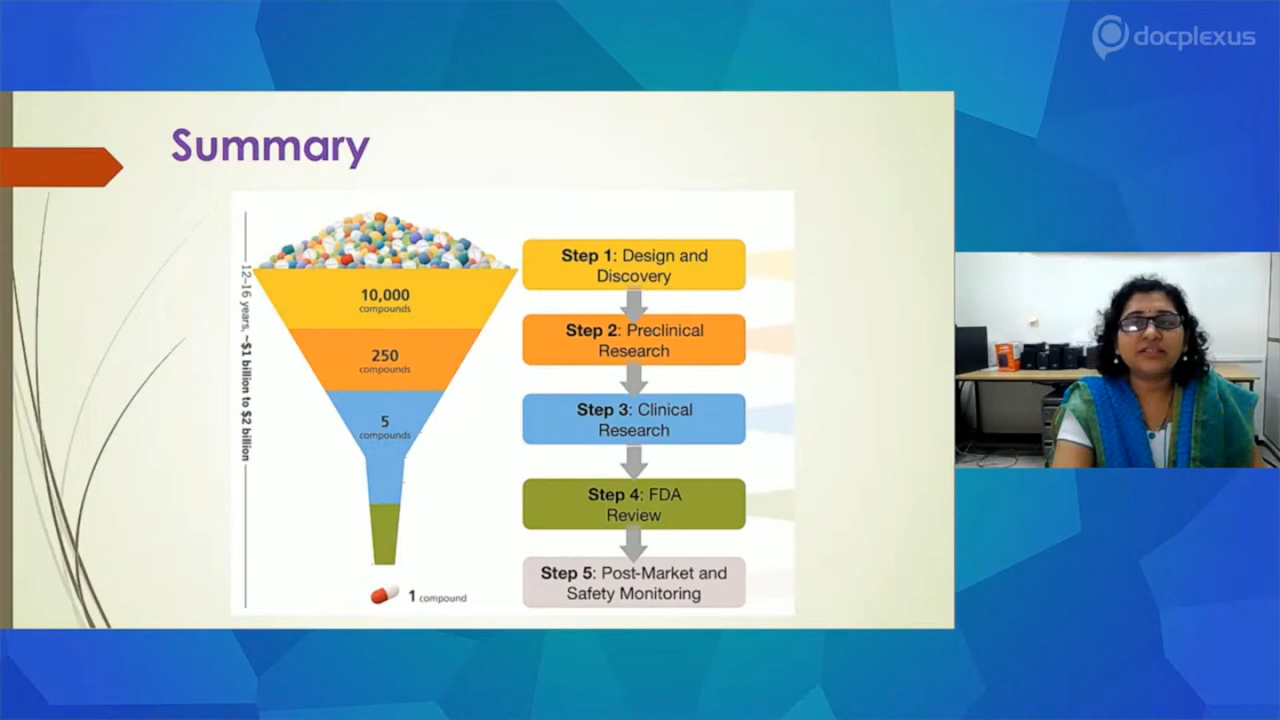 docplexus
Summary
12–16 years, ~$1 billion to $2 billion
10,000
compounds
250
compounds
5
compounds
1 compound
Step 1: Design and
Discovery
Step 2: Preclinical
Research
Step 3: Clinical
Research
Step 4: FDA
Review
Step 5: Post-Market and
Safety Monitoring